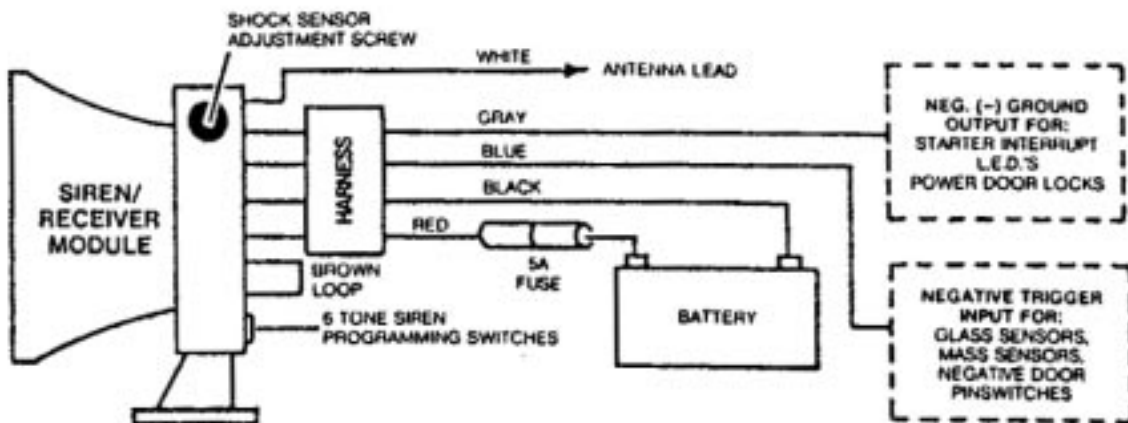 SHOCK SENSOR
ADJUSTMENT SCREW
WHITE
ANTENNA LEAD
GRAY
BLUE
BLACK
RED
HARNESS
SIREN/
RECEIVER
MODULE
BROWN
LOOP
5A
FUSE
6 TONE SIREN
PROGRAMMING SWITCHES
BATTERY
NEG. (-) GROUND
OUTPUT FOR:
STARTER INTERRUPT
L.E.D.'S
POWER DOOR LOCKS
NEGATIVE TRIGGER
INPUT FOR:
GLASS SENSORS,
MASS SENSORS,
NEGATIVE DOOR
PINSWITCHES